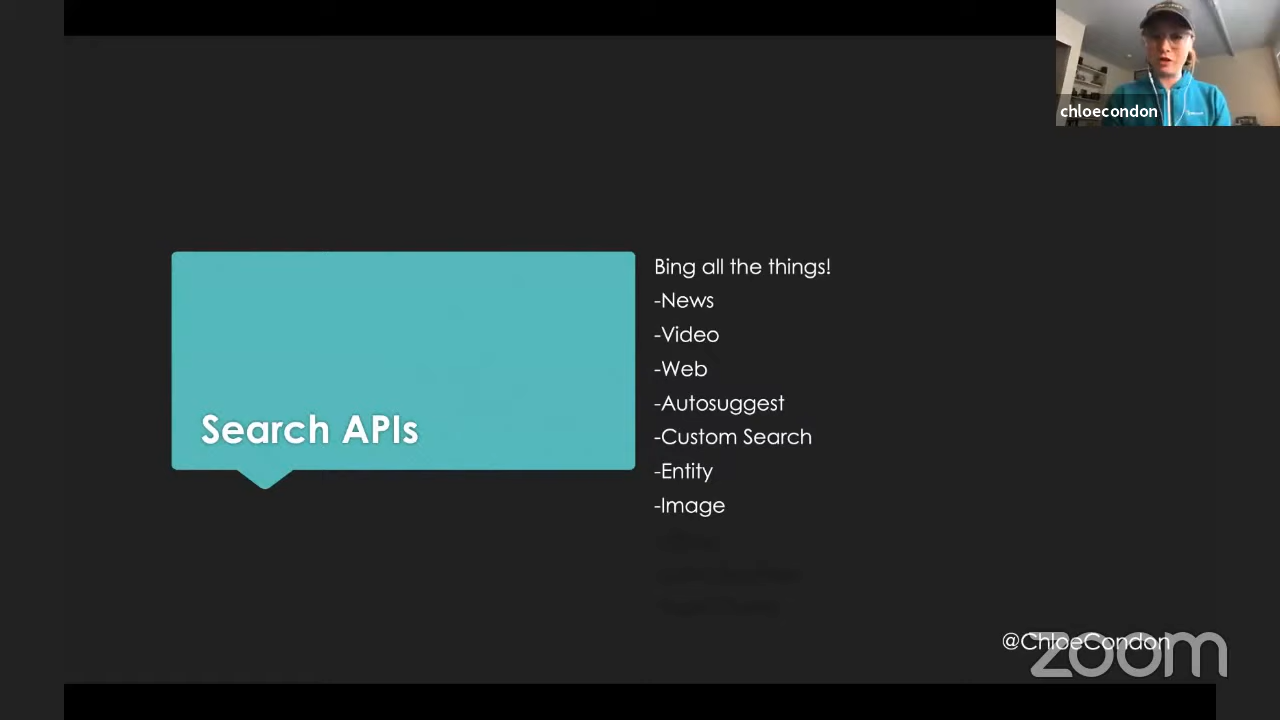 chloecondon
Search APIs
Bing all the things!
-News
-Video
-Web
-Autosuggest
-Custom Search
-Entity
-Image
@ChloeCondon
zoom